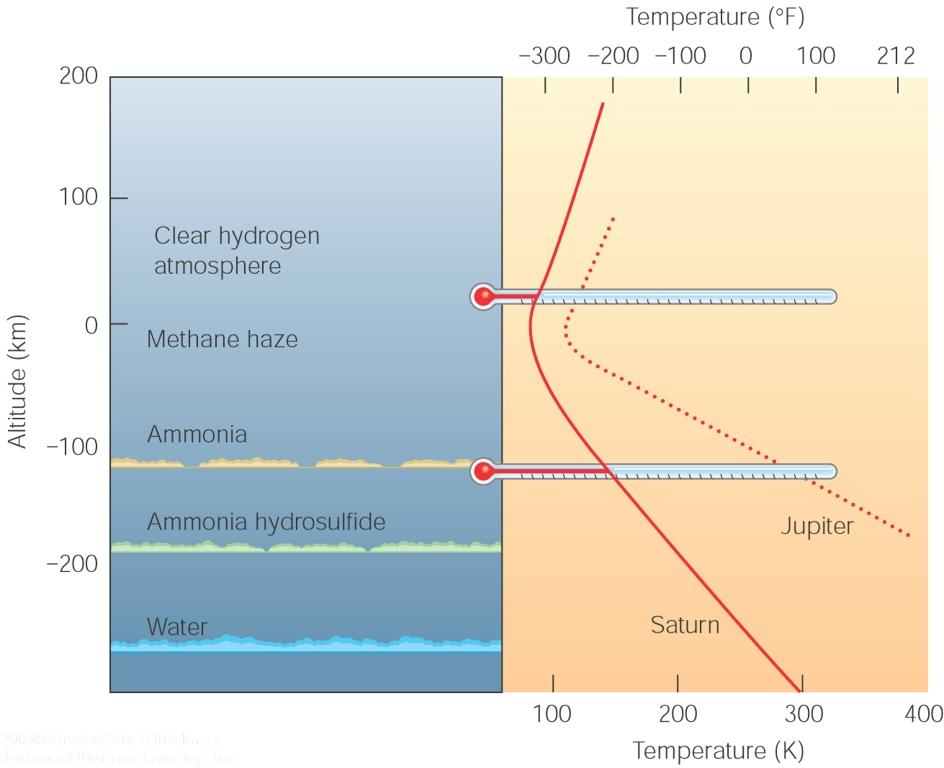 Temperature (°F)
−300 −200 −100 0 100 212
200
100
Clear hydrogen
atmosphere
0
Methane haze
Altitude (km)
Ammonia
−100
Ammonia hydrosulfide
Jupiter
−200
Water
Saturn
100 200 300 400
Temperature (K)